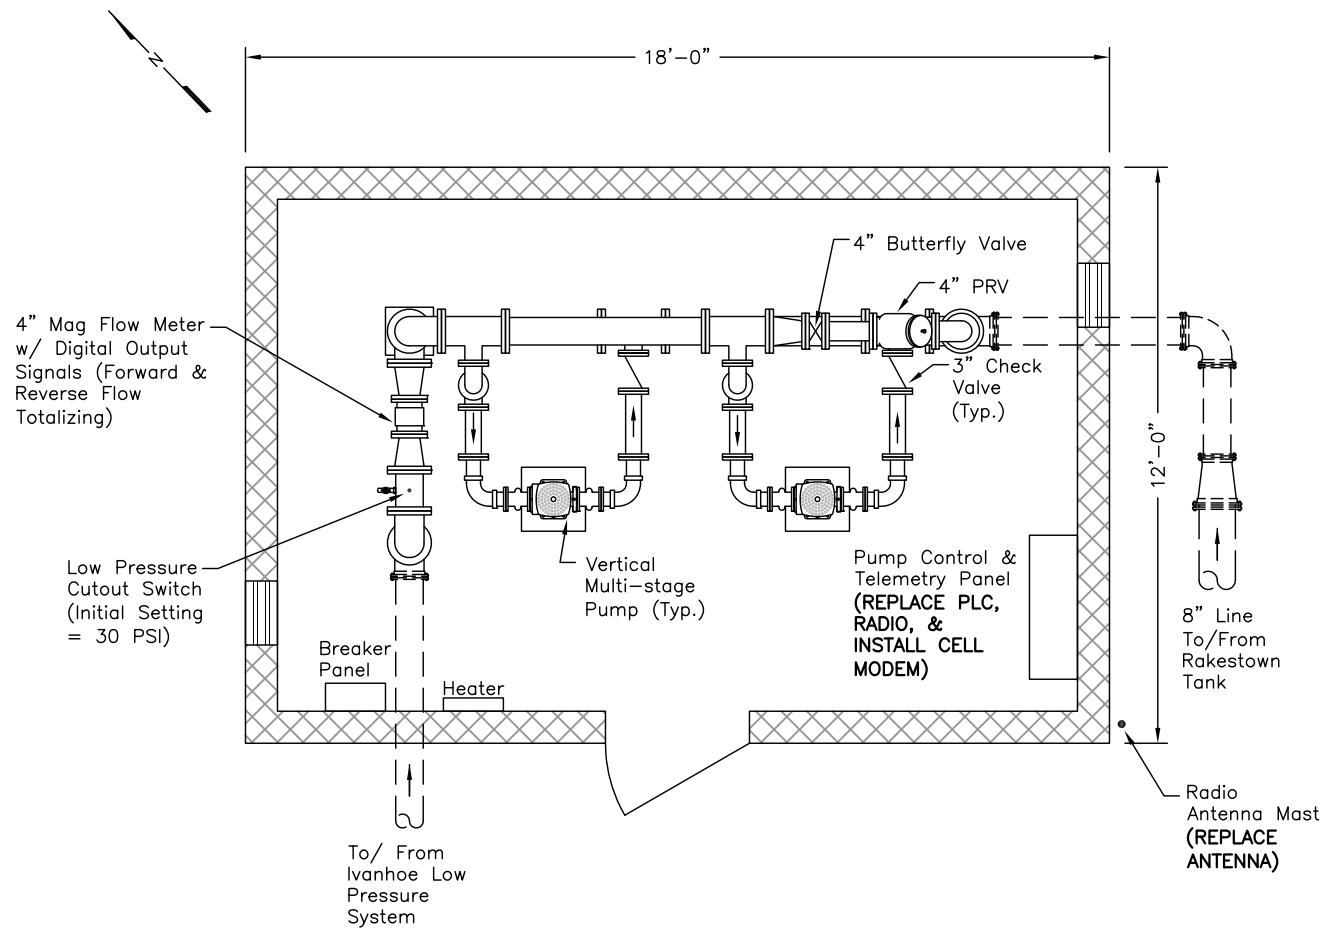 N
18'-0"
4" Butterfly Valve
4" PRV
4" Mag Flow Meter
w/ Digital Output
Signals (Forward &
Reverse Flow
Totalizing)
3" Check
Valve
(Typ.)
12'-0"
Low Pressure
Cutout Switch
(Initial Setting
= 30 PSI)
Vertical
Multi-stage
Pump (Typ.)
Pump Control &
Telemetry Panel
(REPLACE PLC,
RADIO, &
INSTALL CELL
MODEM)
8" Line
To/From
Rakestown
Tank
Breaker
Panel
Heater
Radio
Antenna Mast
(REPLACE
ANTENNA)
To/ From
Ivanhoe Low
Pressure
System